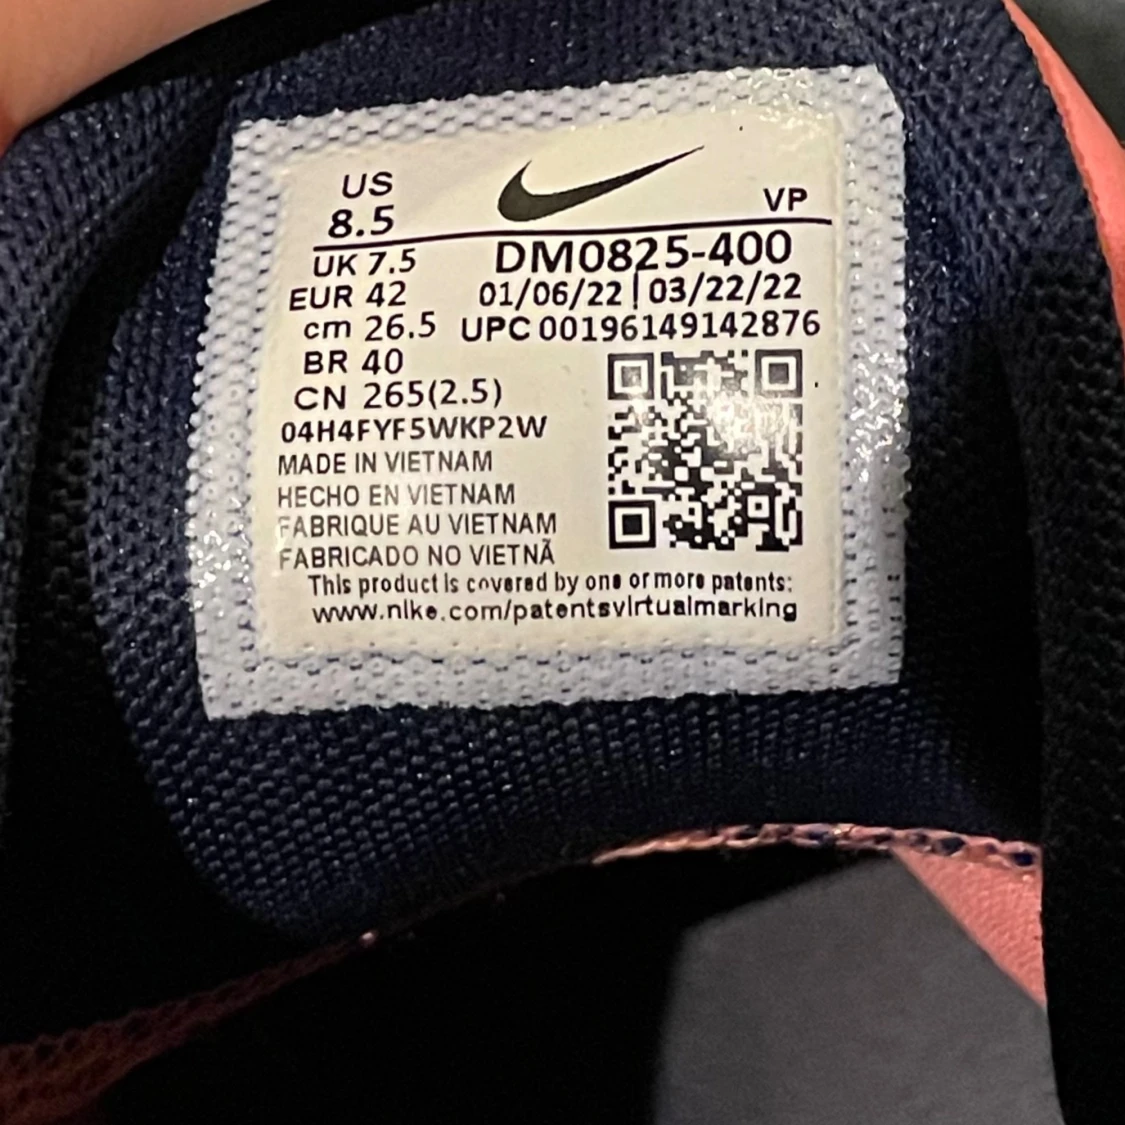 US
8.5
VP
UK 7.5
DM0825-400
EUR 42
01/06/22 | 03/22/22
cm 26.5
UPC 00196149142876
BR 40
CN 265(2.5)
04H4FYF5WKP2W
MADE IN VIETNAM
HECHO EN VIETNAM
FABRIQUE AU VIETNAM
FABRICADO NO VIETNÃ
This product is covered by one or more patents:
www.nike.com/patentsvirtualmarking